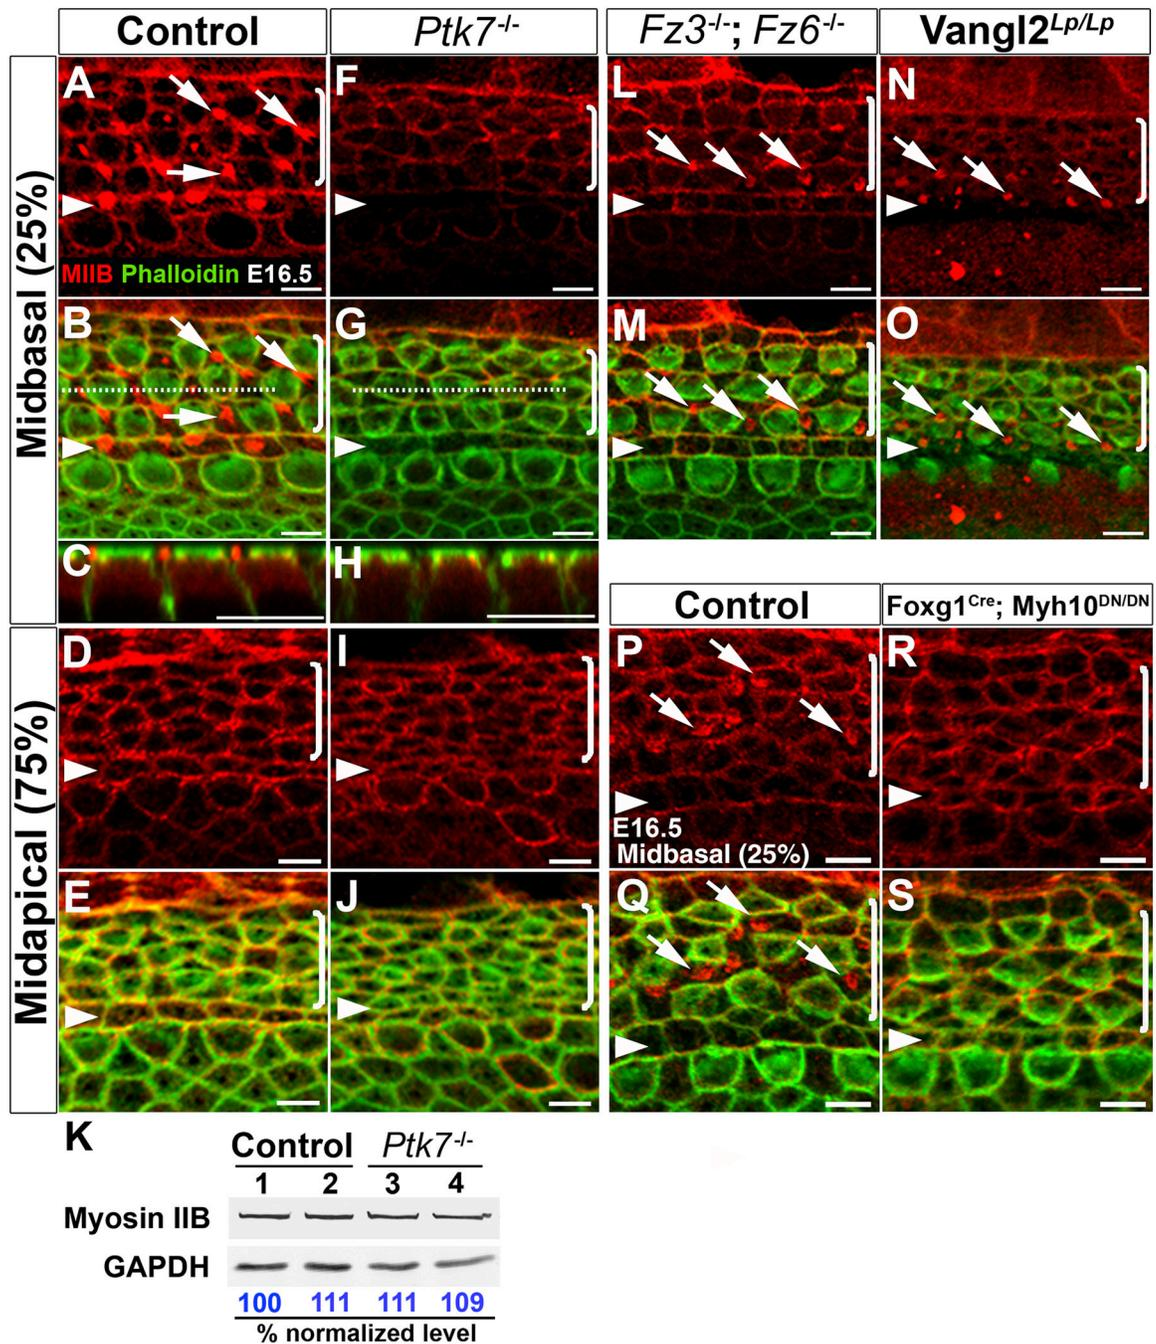 Control
Ptk7-/-
Fz3-/-; Fz6-/-
Vangl2Lp/Lp
Midbasal (25%)
A
F
L
N
MIIB Phalloidin E16.5
B
G
M
O
C
H
Control
Foxg1Cre; Myh10DN/DN
Midapical (75%)
D
I
P
R
E16.5
Midbasal (25%)
E
J
Q
S
K
Control Ptk7-/-
1 2 3 4
Myosin IIB
GAPDH
100 111 111 109
% normalized level